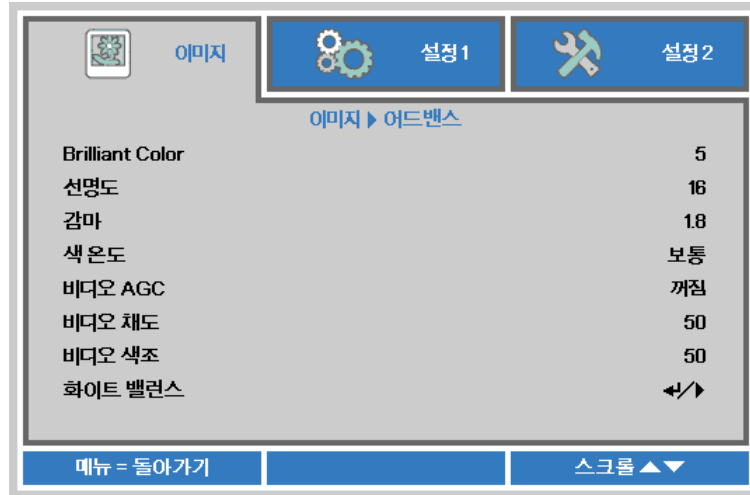 이미지 설정 1 설정 2
이미지 ▶ 어드밴스
Brilliant Color 5
선명도 16
감마 1.8
색 온도 보통
비디오 AGC 꺼짐
비디오 채도 50
비디오 색조 50
화이트 밸런스 ↵/▶
메뉴 = 돌아가기 스크롤 ▲▼